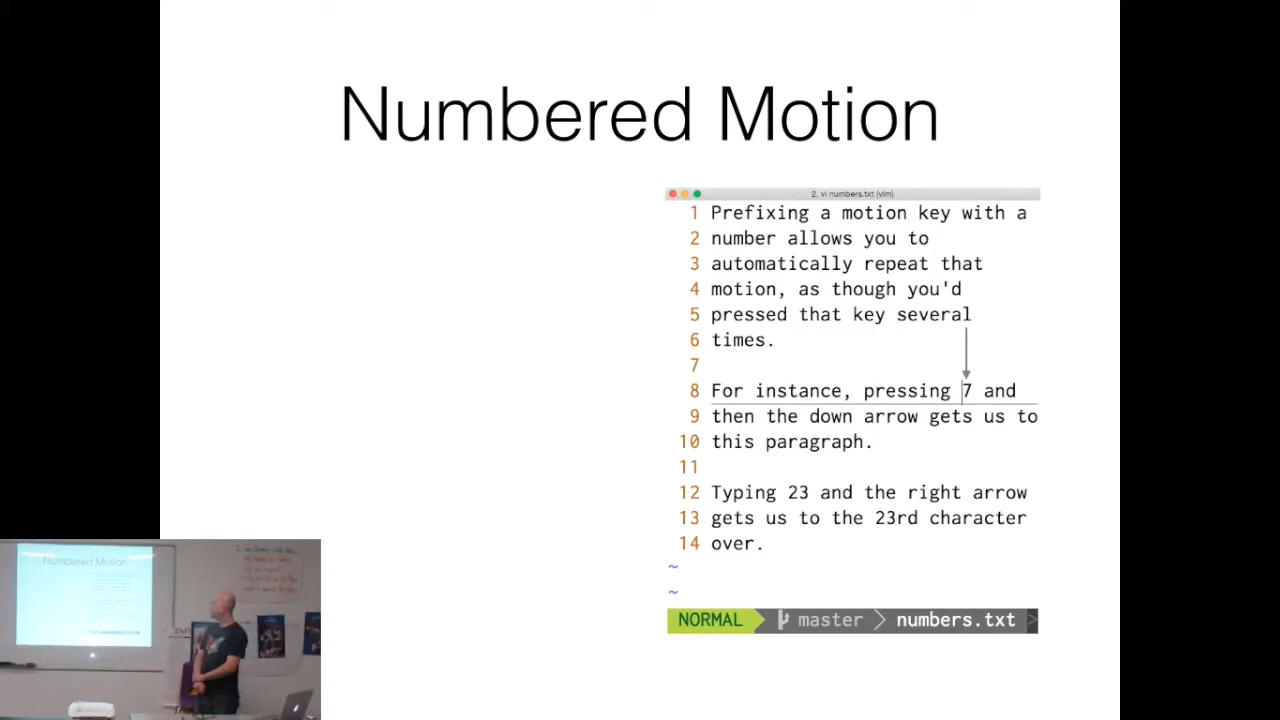 Numbered Motion
2. vi numbers.txt (vim)
1 Prefixing a motion key with a
2 number allows you to
3 automatically repeat that
4 motion, as though you'd
5 pressed that key several
6 times.
7
8 For instance, pressing 7 and
9 then the down arrow gets us to
10 this paragraph.
11
12 Typing 23 and the right arrow
13 gets us to the 23rd character
14 over.
~
~
NORMAL master numbers.txt >
Numbered Motion